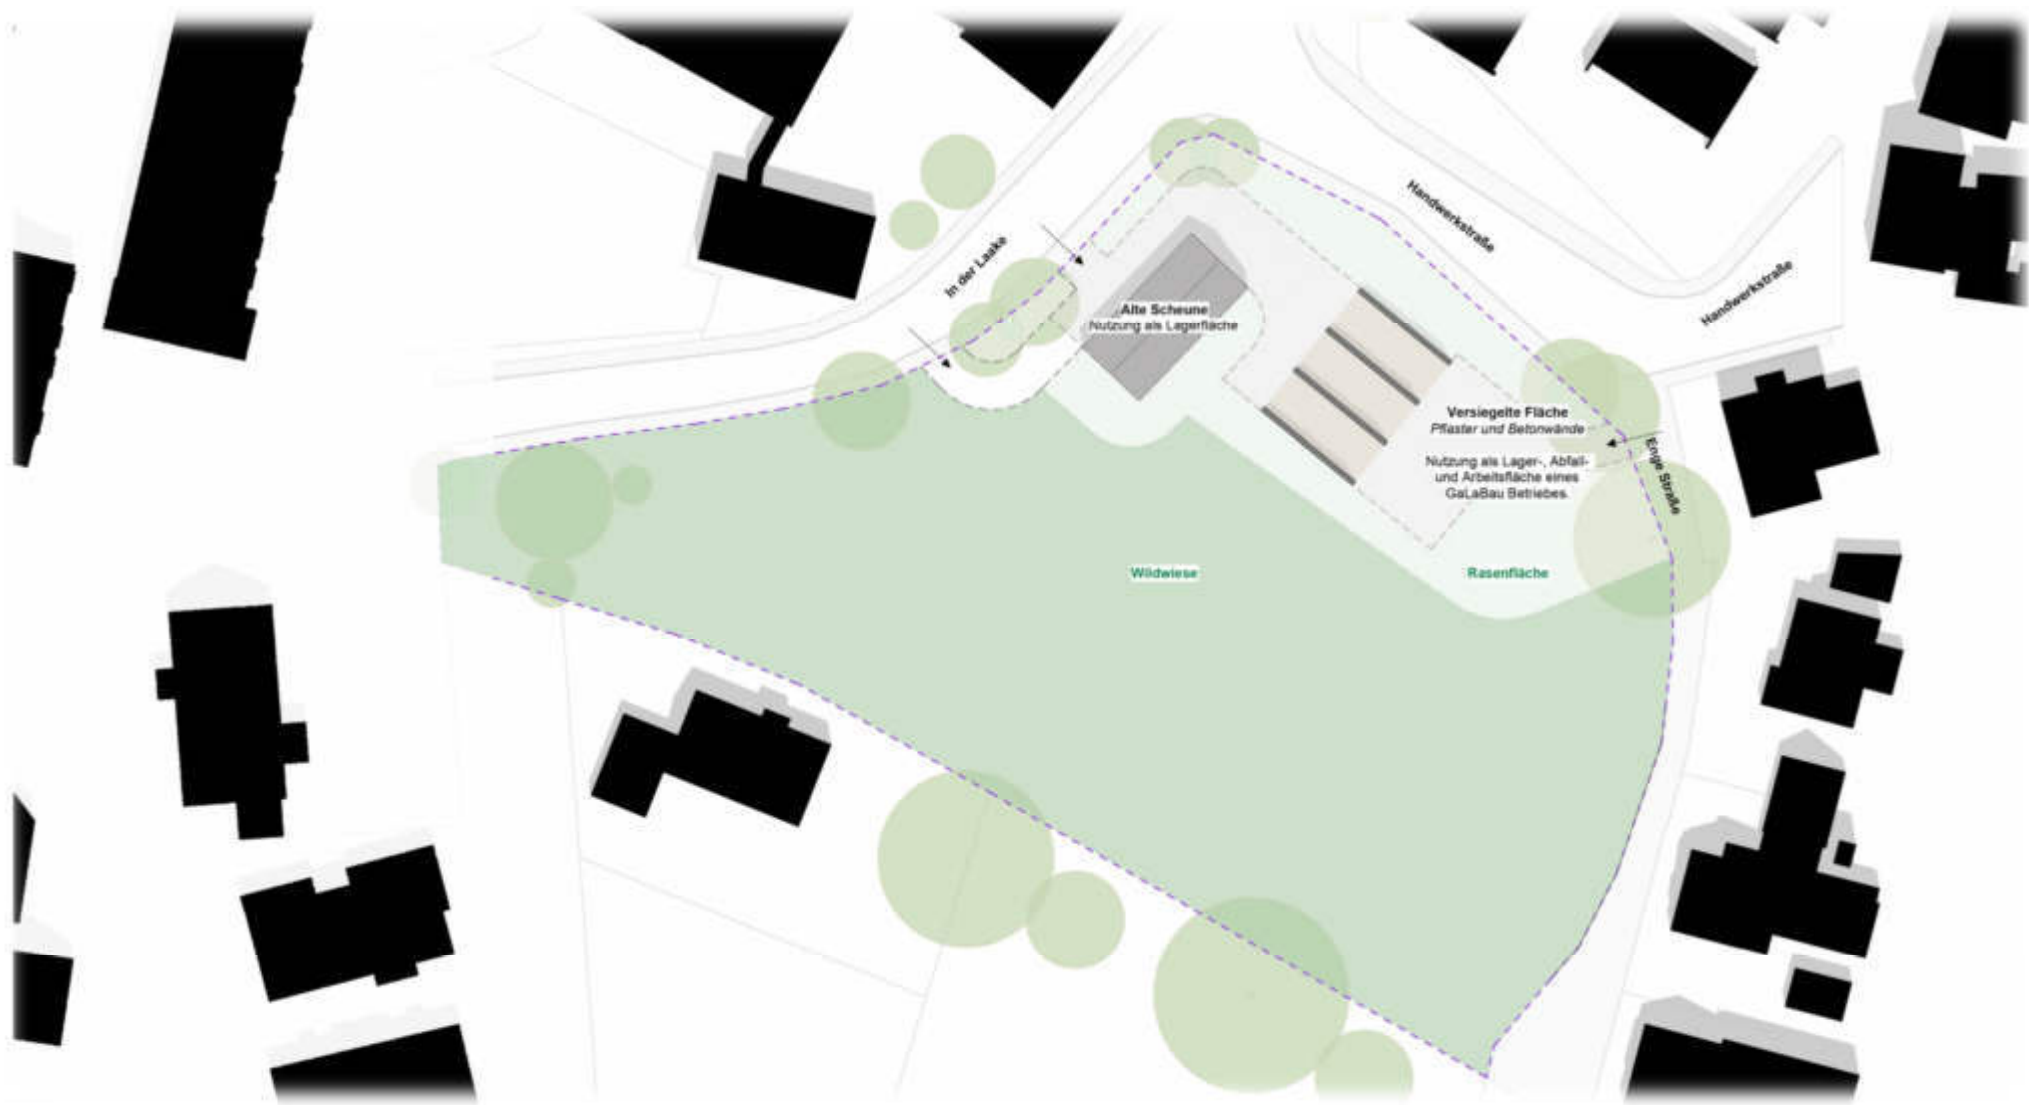 Handwerkstraße
In der Laake
Handwerkstraße
Alte Scheune
Nutzung als Lagerfläche
Versiegelte Fläche
Pflaster und Betonwände
Nutzung als Lager-, Abfall-
und Arbeitsfläche eines
GaLaBau Betriebes.
Enge Straße
Wildwiese
Rasenfläche